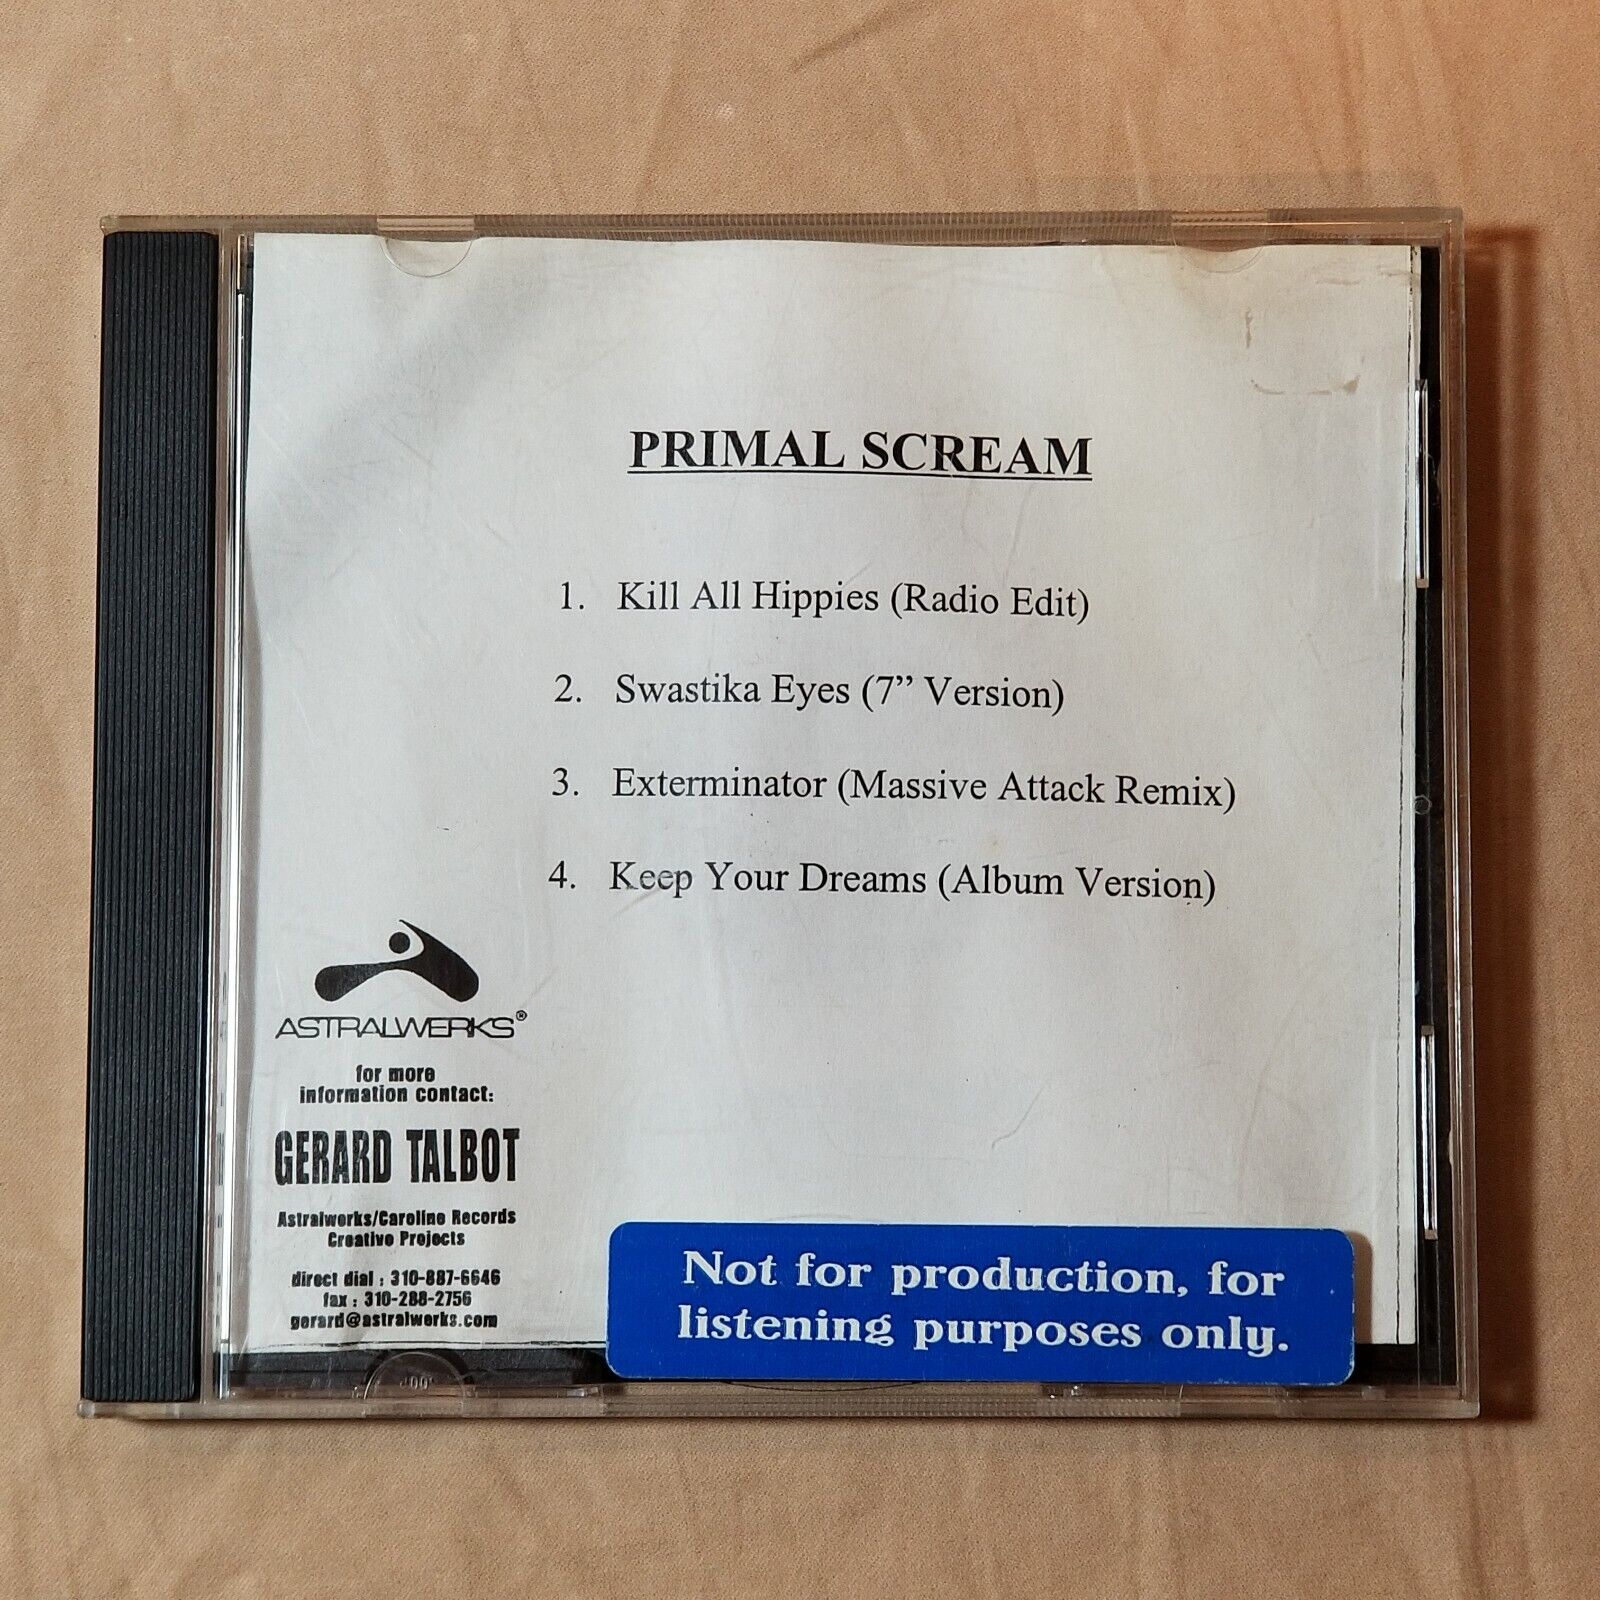 PRIMAL SCREAM
1. Kill All Hippies (Radio Edit)
2. Swastika Eyes (7” Version)
3. Exterminator (Massive Attack Remix)
4. Keep Your Dreams (Album Version)
ASTRALWERKS®
for more
information contact:
GERARD TALBOT
Astralwerks/Caroline Records
Creative Projects
direct dial : 310-887-6646
fax : 310-288-2756
gerard@astralwerks.com
Not for production, for
listening purposes only.